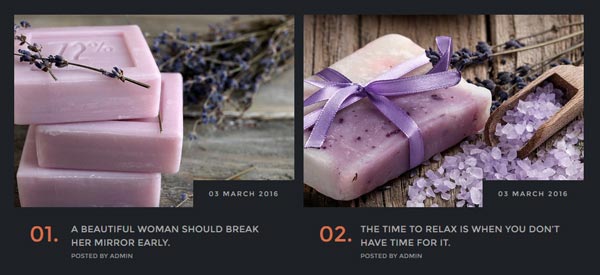 72%
03 MARCH 2016
01.
A BEAUTIFUL WOMAN SHOULD BREAK
HER MIRROR EARLY.
POSTED BY ADMIN
03 MARCH 2016
02.
THE TIME TO RELAX IS WHEN YOU DON'T
HAVE TIME FOR IT.
POSTED BY ADMIN